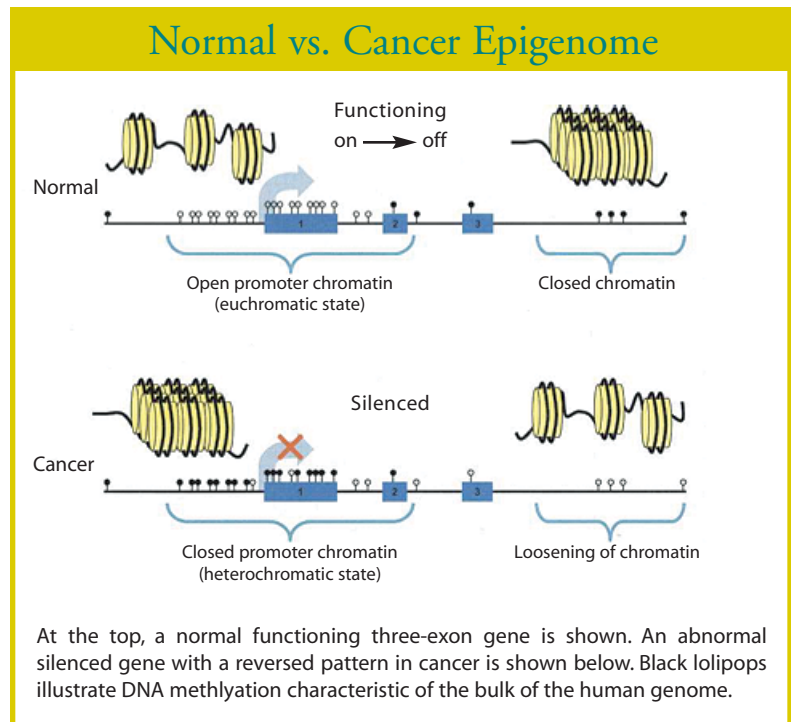 Normal vs. Cancer Epigenome
Functioning
on off
Normal
1 2 3
Open promoter chromatin
(euchromatic state)
Closed chromatin
Silenced
Cancer
1 2 3
Closed promoter chromatin
(heterochromatic state)
Loosening of chromatin
At the top, a normal functioning three-exon gene is shown. An abnormal
silenced gene with a reversed pattern in cancer is shown below. Black lolipops
illustrate DNA methlyation characteristic of the bulk of the human genome.